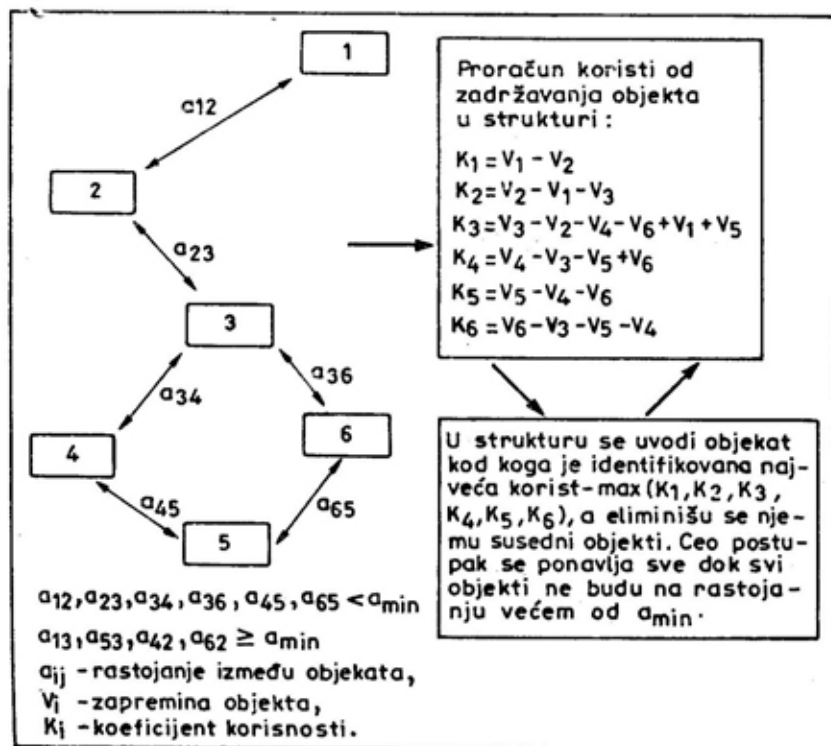 1
a12
2
a23
3
a34
a36
4
6
a45
a65
5
a12,a23,a34,a36,a45,a65 < amin
a13,a53,a42,a62 ≥ amin
aij - rastojanje između objekata,
Vi - zapremina objekta,
Ki - koeficijent korisnosti.
Proračun koristi od
zadržavanja objekta
u strukturi:
K1=V1-V2
K2=V2-V1-V3
K3=V3-V2-V4-V6+V1+V5
K4=V4-V3-V5+V6
K5=V5-V4-V6
K6=V6-V3-V5-V4
U strukturu se uvodi objekat
kod koga je identifikovana naj-
veća korist-max(K1,K2,K3,
K4,K5,K6), a eliminišu se nje-
mu susedni objekti. Ceo postu-
pak se ponavlja sve dok svi
objekti ne budu na rastoja-
nju većem od amin.